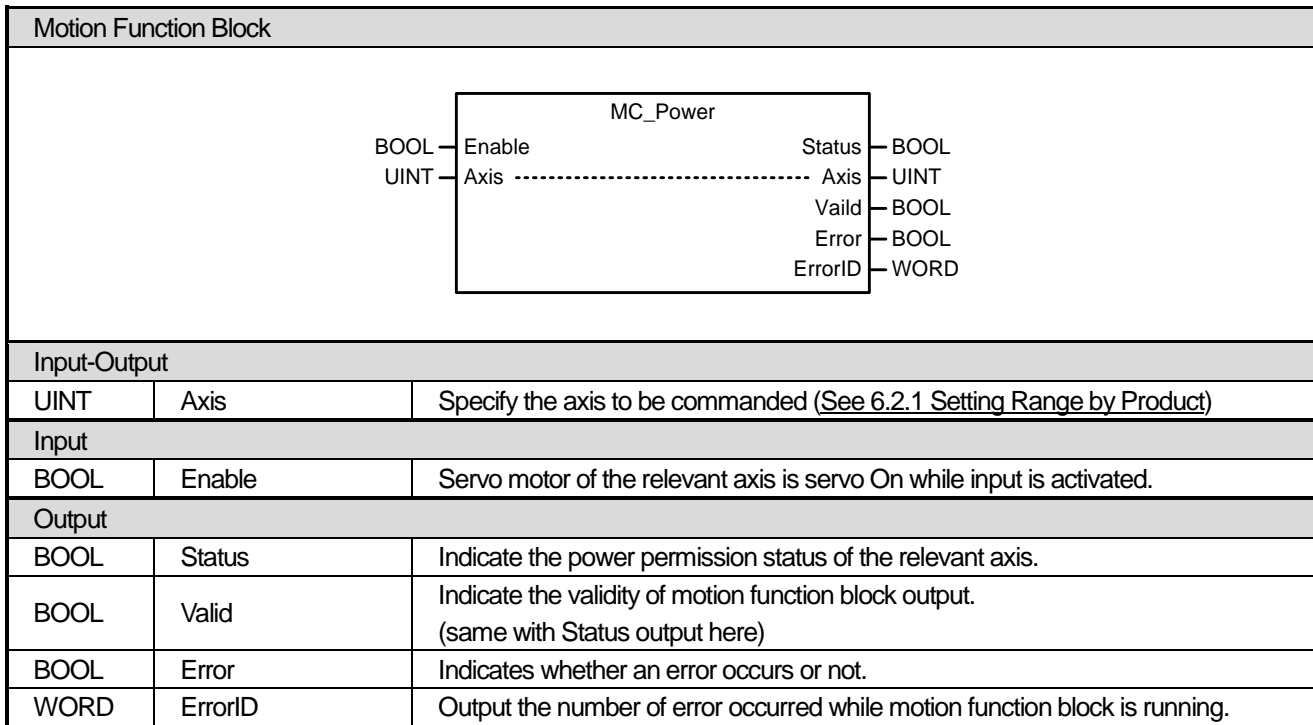 Motion Function Block
MC_Power
BOOL Enable Status BOOL
UINT Axis Axis UINT
Vaild BOOL
Error BOOL
ErrorID WORD
Input-Output
UINT Axis Specify the axis to be commanded (See 6.2.1 Setting Range by Product)
Input
BOOL Enable Servo motor of the relevant axis is servo On while input is activated.
Output
BOOL Status Indicate the power permission status of the relevant axis.
BOOL Valid Indicate the validity of motion function block output.
(same with Status output here)
BOOL Error Indicates whether an error occurs or not.
WORD ErrorID Output the number of error occurred while motion function block is running.